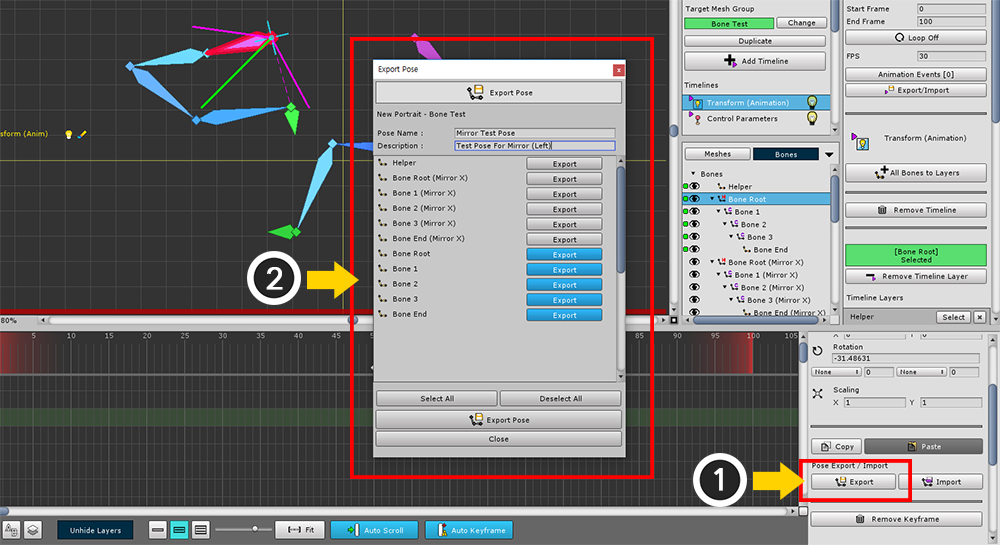 Target Mesh Group
Bone Test
Change
Duplicate
Add Timeline
Timelines
Transform (Animation)
Control Parameters
Start Frame
0
End Frame
100
Loop Off
FPS
30
Animation Events [0]
Export/Import
Transform (Animation)
All Bones to Layers
Remove Timeline
[Bone Root]
Selected
Remove Timeline Layer
Timeline Layers
Helper
Select
Meshes
Bones
Bones
Helper
Bone Root
Bone 1
Bone 2
Bone 3
Bone End
Bone Root (Mirror X)
Bone 1 (Mirror X)
Bone 2 (Mirror X)
Bone 3 (Mirror X)
Bone End (Mirror X)
sform (Anim)
Export Pose
Export Pose
New Portrait - Bone Test
Pose Name : Mirror Test Pose
Description : Test Pose For Mirror (Left)
Helper Export
Bone Root (Mirror X) Export
Bone 1 (Mirror X) Export
Bone 2 (Mirror X) Export
Bone 3 (Mirror X) Export
Bone End (Mirror X) Export
Bone Root Export
Bone 1 Export
Bone 2 Export
Bone 3 Export
Bone End Export
Select All
Deselect All
Export Pose
Close
2
80%
5 10 15 20 25 30 35 40 45 85 90 95 100 105
Rotation
-31.48631
None 0 None 0
Scaling
X 1 Y 1
Copy
Paste
Pose Export / Import
Export
Import
Remove Keyframe
1
Unhide Layers
Fit
Auto Scroll
Auto Keyframe